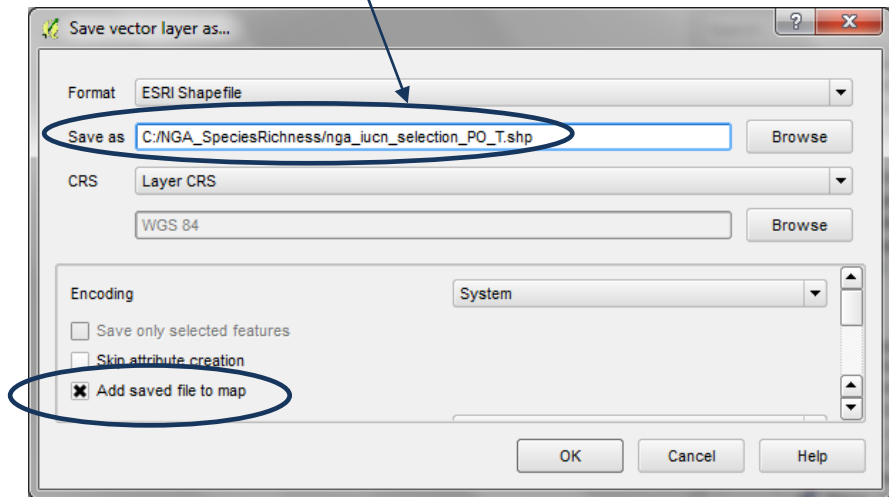 Save vector layer as...
Format ESRI Shapefile
Save as C:/NGA_SpeciesRichness/nga_iucn_selection_PO_T.shp Browse
CRS Layer CRS
WGS 84 Browse
Encoding System
Save only selected features
Skip attribute creation
Add saved file to map
OK Cancel Help